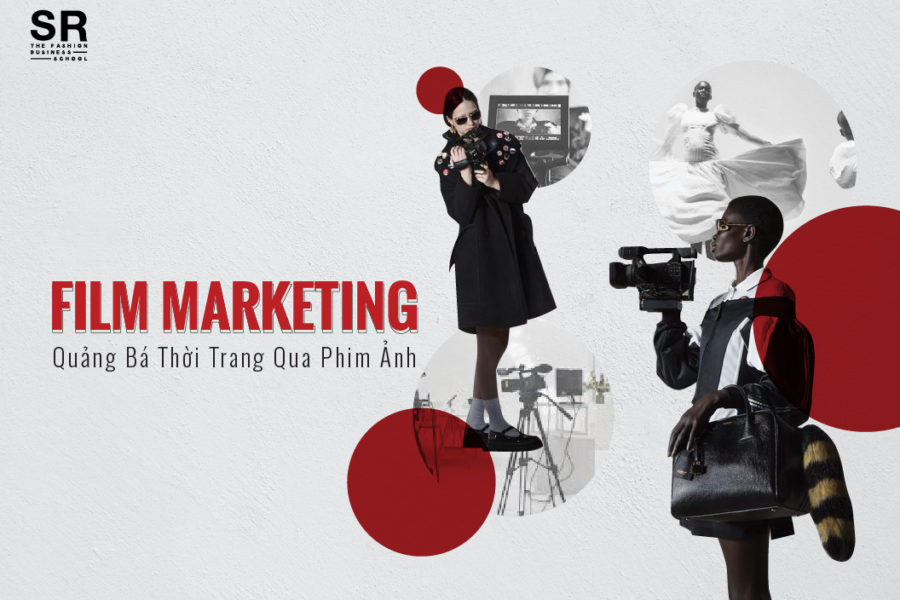 SR
THE FASHION
BUSINESS
SCHOOL
FILM MARKETING
Quảng Bá Thời Trang Qua Phim Ảnh